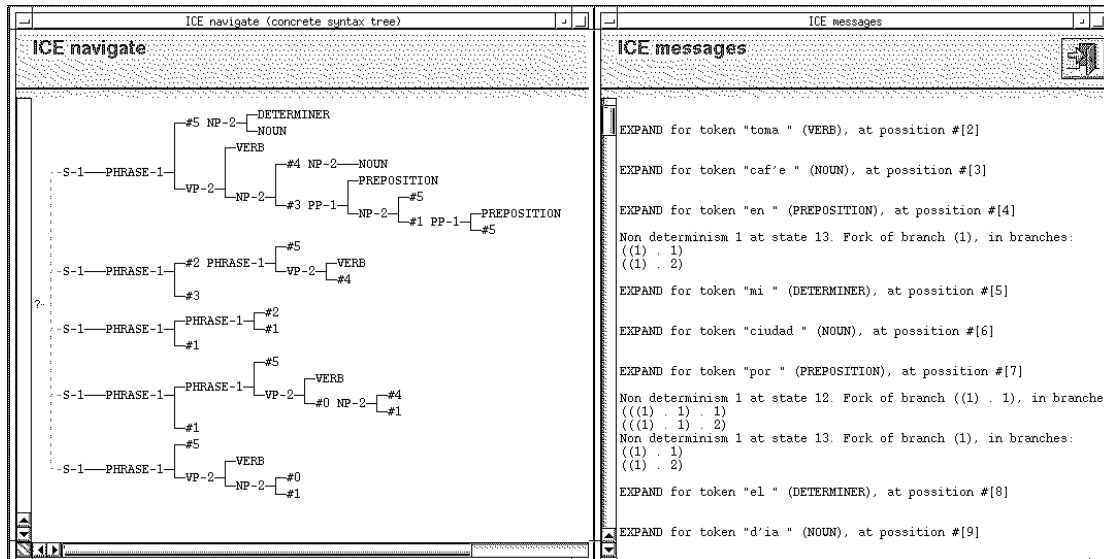 ICE navigate (concrete syntax tree)
ICE navigate
#5 NP-2 DETERMINER
NOUN
VERB
#4 NP-2 NOUN
S-1 PHRASE-1
PREPOSITION
VP-2
NP-2
#3 PP-1
#5
NP-2
PREPOSITION
#1 PP-1
#5
#5
#2 PHRASE-1
VERB
VP-2
S-1 PHRASE-1
#4
#3
?
#2
PHRASE-1
S-1 PHRASE-1
#1
#1
#5
VERB
PHRASE-1
VP-2
#4
S-1 PHRASE-1
#0 NP-2
#1
#1
#5
VERB
S-1 PHRASE-1
VP-2
#0
NP-2
#1
ICE messages
ICE messages
EXPAND for token "toma " (VERB), at possition #[2]
EXPAND for token "caf'e " (NOUN), at possition #[3]
EXPAND for token "en " (PREPOSITION), at possition #[4]
Non determinism 1 at state 13. Fork of branch (1), in branches:
((1) . 1)
((1) . 2)
EXPAND for token "mi " (DETERMINER), at possition #[5]
EXPAND for token "ciudad " (NOUN), at possition #[6]
EXPAND for token "por " (PREPOSITION), at possition #[7]
Non determinism 1 at state 12. Fork of branch ((1) . 1), in branche
(((1) . 1) . 1)
(((1) . 1) . 2)
Non determinism 1 at state 13. Fork of branch (1), in branches:
((1) . 1)
((1) . 2)
EXPAND for token "el " (DETERMINER), at possition #[8]
EXPAND for token "d'ia " (NOUN), at possition #[9]